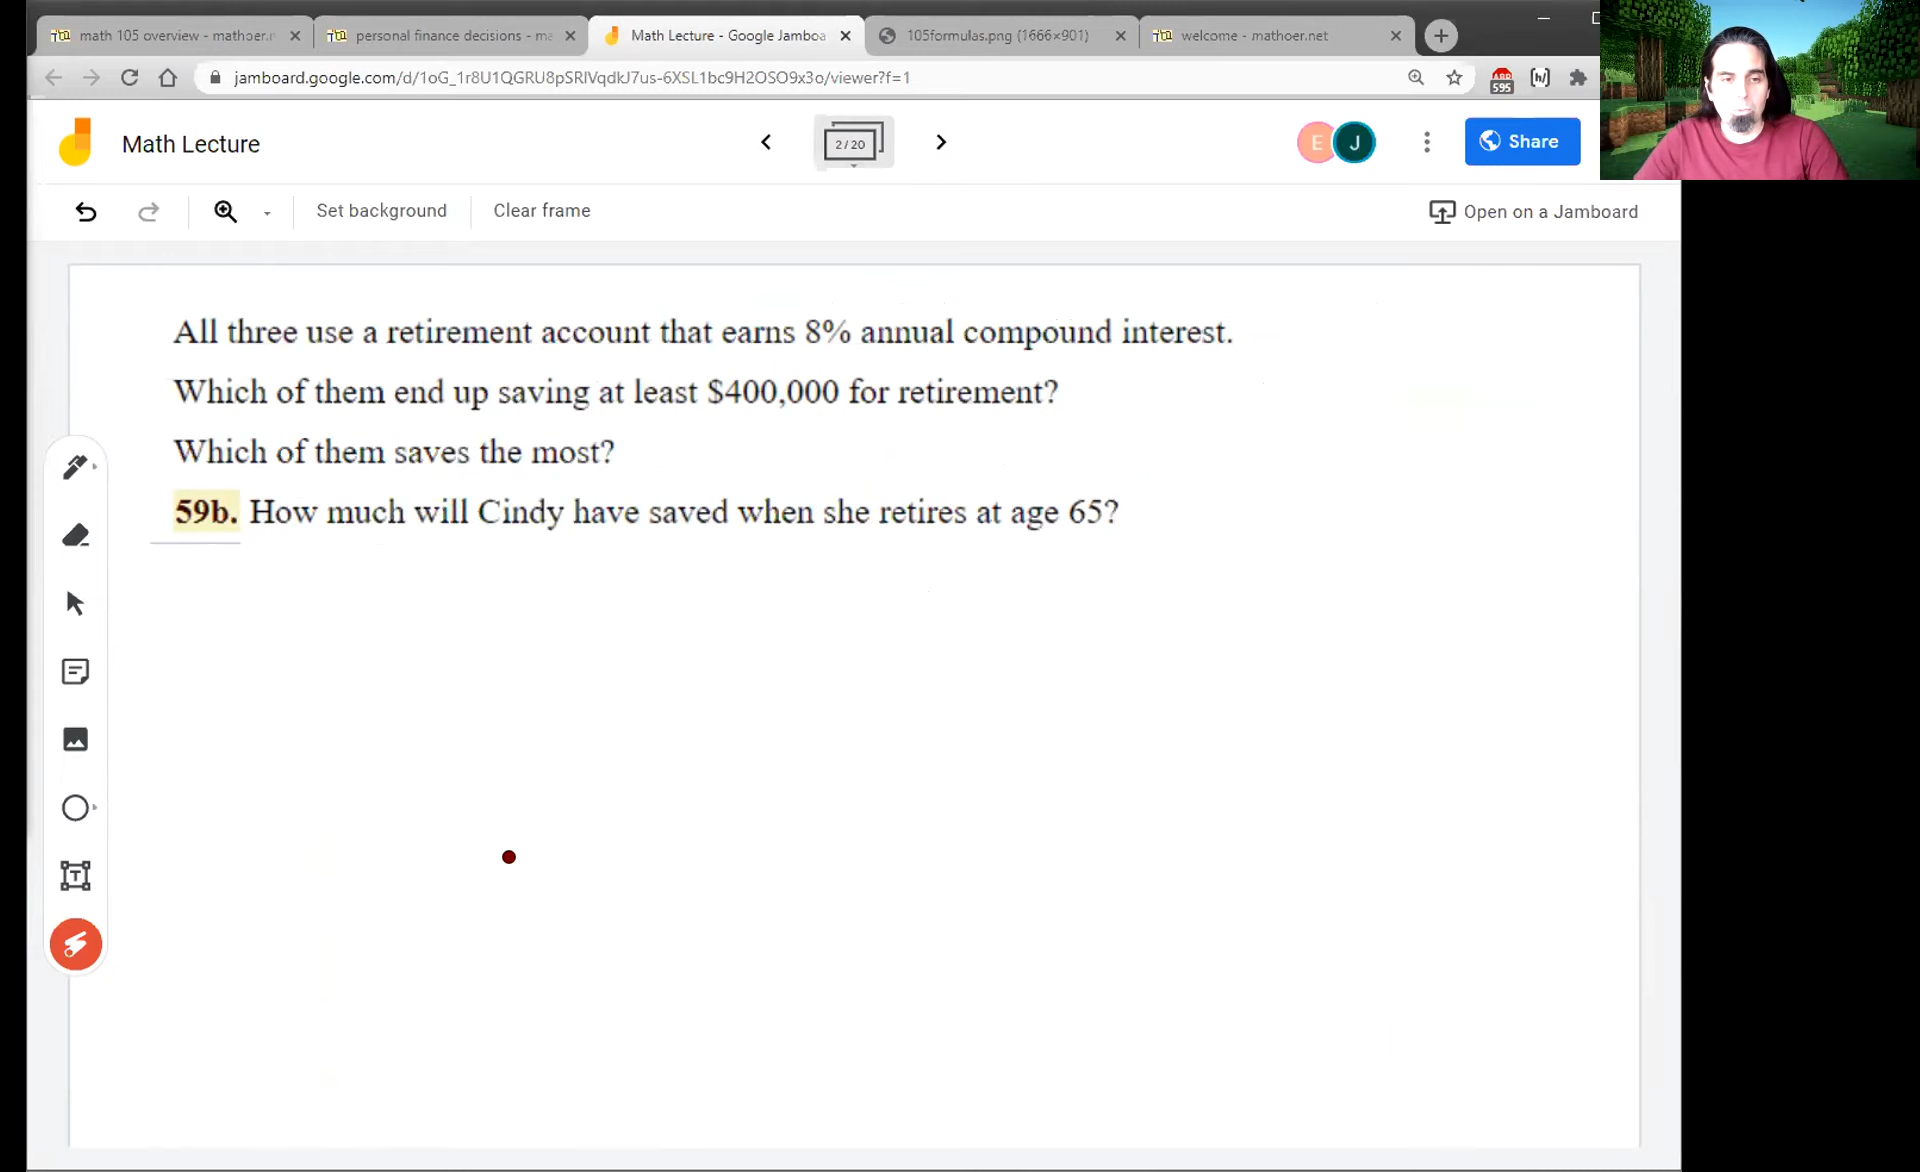 math 105 overview - mathoer.n
personal finance decisions - ma
Math Lecture - Google Jamboa
105formulas.png (1666×901)
welcome - mathoer.net
jamboard.google.com/d/1oG_1r8U1QGRU8pSRlVqdkJ7us-6XSL1bc9H2OSO9x3o/viewer?f=1
ABP
595
Math Lecture
2 / 20
E
J
Share
Set background
Clear frame
Open on a Jamboard
All three use a retirement account that earns 8% annual compound interest.
Which of them end up saving at least $400,000 for retirement?
Which of them saves the most?
59b. How much will Cindy have saved when she retires at age 65?